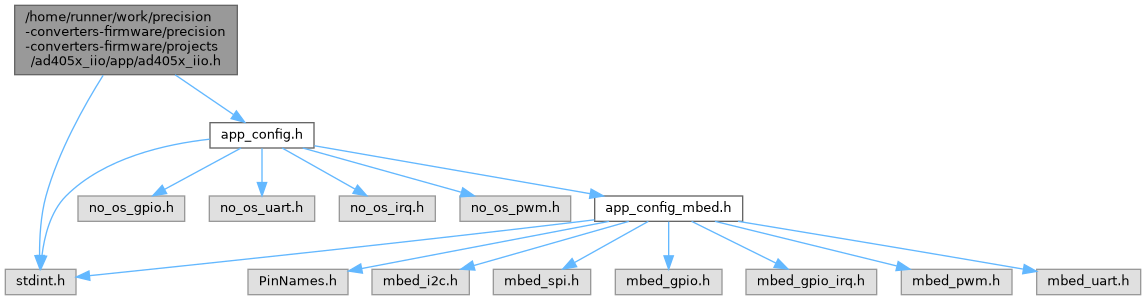 /home/runner/work/precision
-converters-firmware/precision
-converters-firmware/projects
/ad405x_iio/app/ad405x_iio.h
app_config.h
no_os_gpio.h
no_os_uart.h
no_os_irq.h
no_os_pwm.h
app_config_mbed.h
stdint.h
PinNames.h
mbed_i2c.h
mbed_spi.h
mbed_gpio.h
mbed_gpio_irq.h
mbed_pwm.h
mbed_uart.h